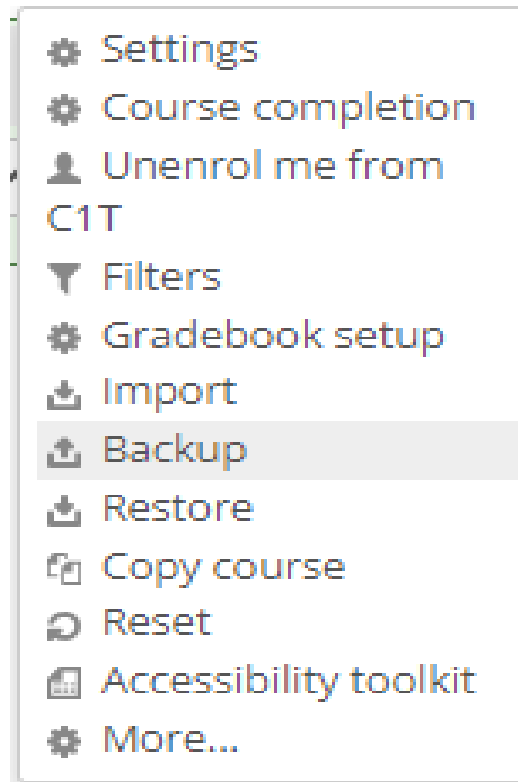 Settings
Course completion
Unenrol me from
C1T
Filters
Gradebook setup
Import
Backup
Restore
Copy course
Reset
Accessibility toolkit
More...